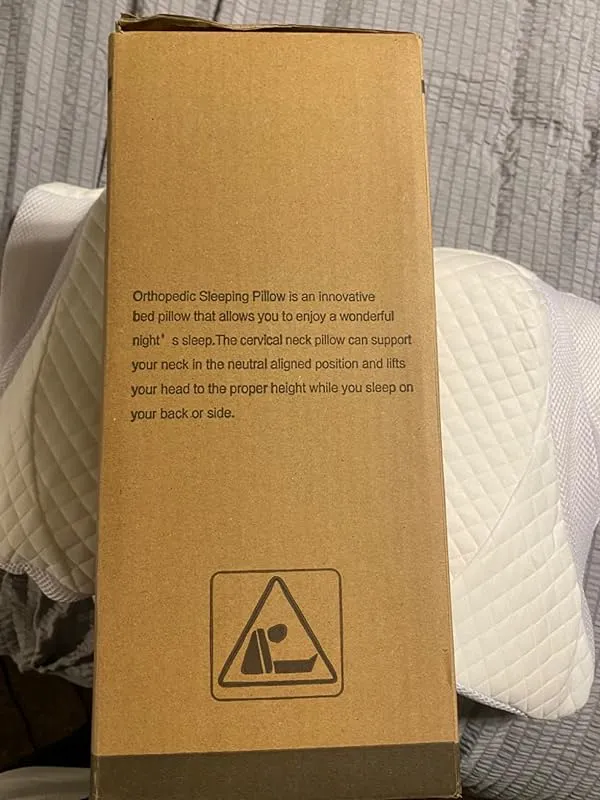 Orthopedic Sleeping Pillow is an innovative
bed pillow that allows you to enjoy a wonderful
night' s sleep.The cervical neck pillow can support
your neck in the neutral aligned position and lifts
your head to the proper height while you sleep on
your back or side.